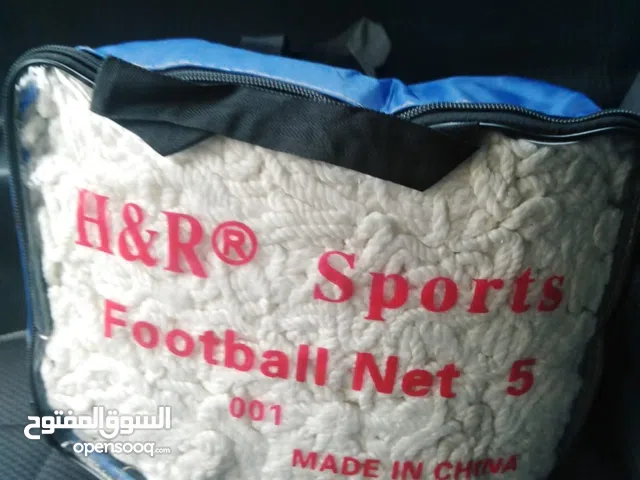 H&R® Sports
Football Net 5
001
MADE IN CHINA
السوق المفتوح
opensooq.com